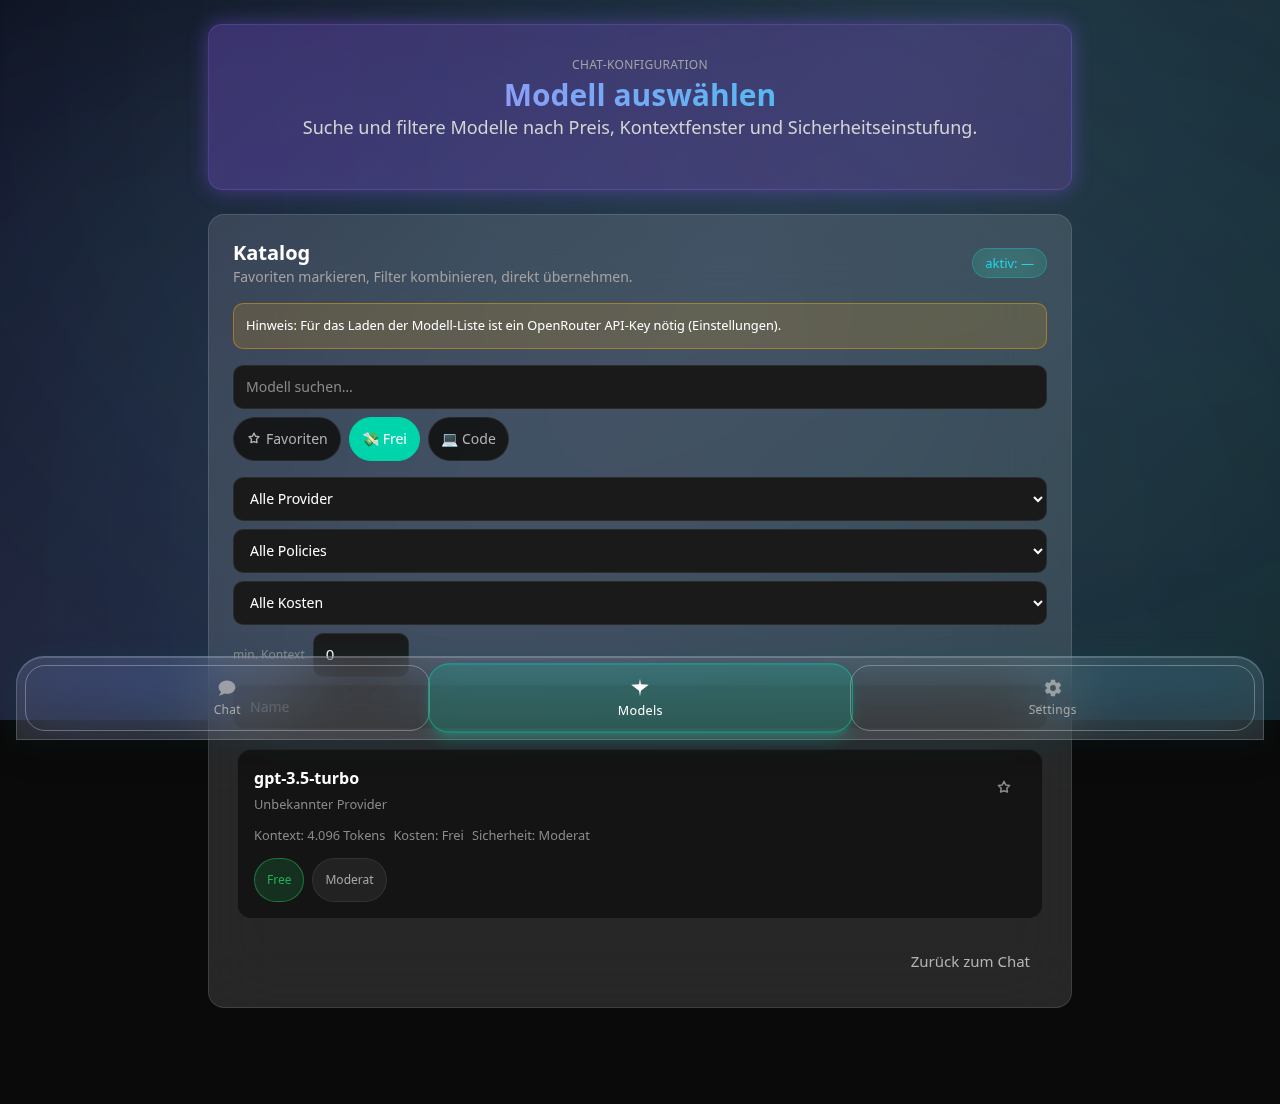 CHAT-KONFIGURATION
Modell auswählen
Suche und filtere Modelle nach Preis, Kontextfenster und Sicherheitseinstufung.
Katalog
Favoriten markieren, Filter kombinieren, direkt übernehmen.
aktiv: —
Hinweis: Für das Laden der Modell-Liste ist ein OpenRouter API-Key nötig (Einstellungen).
Modell suchen...
Favoriten
Frei
Code
Alle Provider
Alle Policies
Alle Kosten
min. Kontext
0
Name
Chat
Models
Settings
gpt-3.5-turbo
Unbekannter Provider
Kontext: 4.096 Tokens Kosten: Frei Sicherheit: Moderat
Free
Moderat
Zurück zum Chat